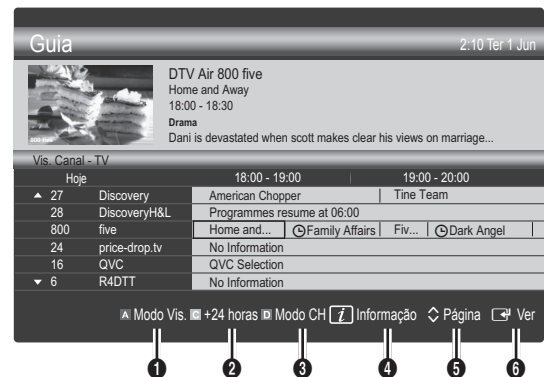 Guia 2:10 Ter 1 Jun
DTV Air 800 five
Home and Away
18:00 - 18:30
Drama
Dani is devastated when scott makes clear his views on marriage...
800 five
Vis. Canal - TV
Hoje 18:00 - 19:00 19:00 - 20:00
▲ 27 Discovery American Chopper Tine Team
28 DiscoveryH&L Programmes resume at 06:00
800 five Home and... Family Affairs Fiv... Dark Angel
24 price-drop.tv No Information
16 QVC QVC Selection
▼ 6 R4DTT No Information
A Modo Vis. C +24 horas D Modo CH i Informação Página Ver
1 2 3 4 5 6